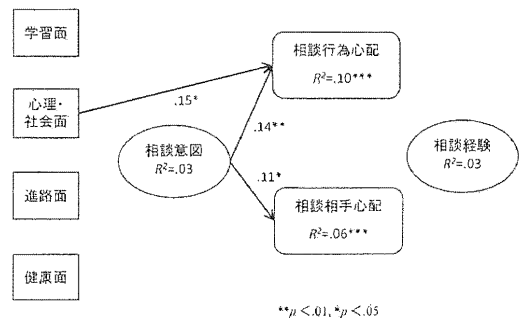 学習面
相談行為心配
R²=.10***
心理・
社会面
.15*
.14**
相談意図
R²=.03
相談経験
R²=.03
.11*
進路面
相談相手心配
R²=.06***
健康面
**p <.01, *p <.05